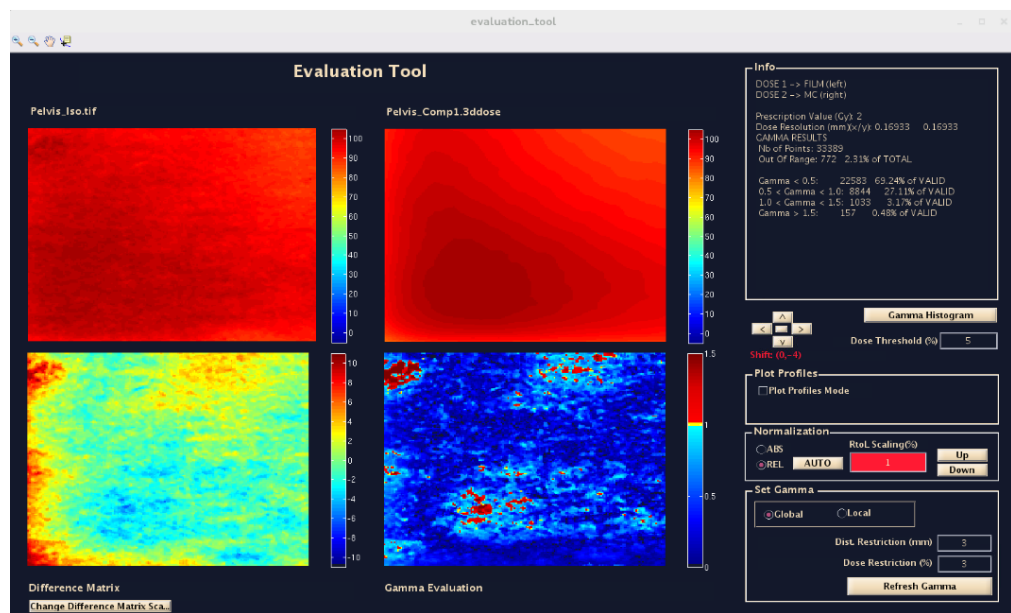 evaluation_tool
Evaluation Tool
Pelvis_Iso.tif
Pelvis_Comp1.3ddose
100
90
80
70
60
50
40
30
20
10
0
100
90
80
70
60
50
40
30
20
10
0
10
8
6
4
2
0
-2
-4
-6
-8
-10
1.5
1
0.5
0
Difference Matrix
Gamma Evaluation
Change Difference Matrix Sca...
Info
DOSE 1 -> FILM (left)
DOSE 2 -> MC (right)
Prescription Value (Gy): 2
Dose Resolution (mm)(x/y): 0.16933 0.16933
GAMMA RESULTS
Nb of Points: 33389
Out Of Range: 772 2.31% of TOTAL
Gamma < 0.5: 22583 69.24% of VALID
0.5 < Gamma < 1.0: 8844 27.11% of VALID
1.0 < Gamma < 1.5: 1033 3.17% of VALID
Gamma > 1.5: 157 0.48% of VALID
Gamma Histogram
^
< >
v
Dose Threshold (%) 5
Shift: (0,-4)
Plot Profiles
Plot Profiles Mode
Normalization
ABS
REL
AUTO
RtoL Scaling(%)
1
Up
Down
Set Gamma
Global Local
Dist. Restriction (mm) 3
Dose Restriction (%) 3
Refresh Gamma